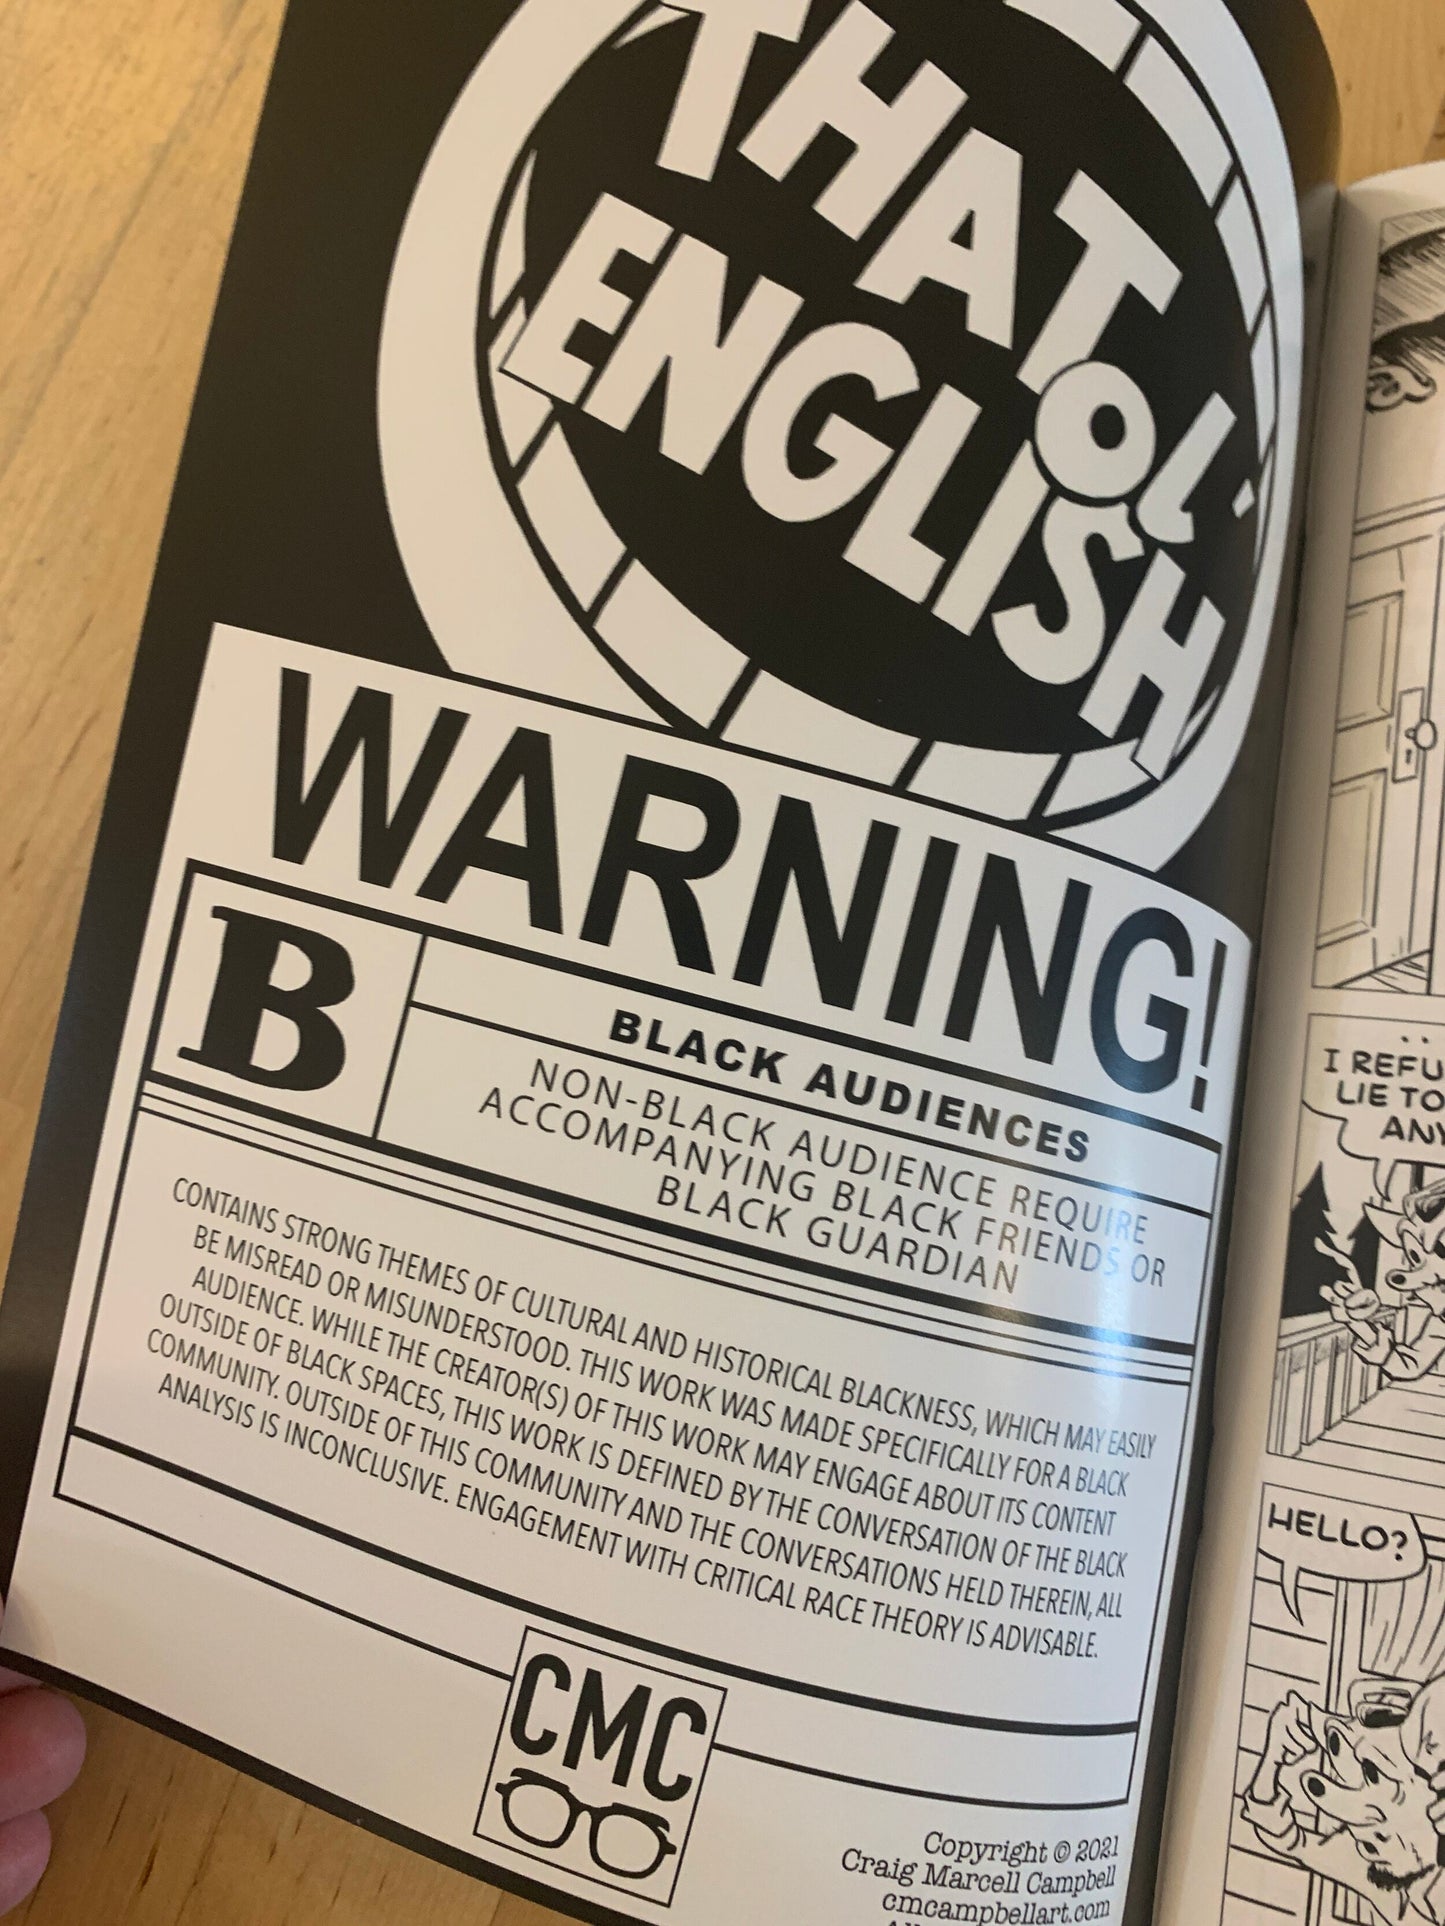 THAT
OL'
ENGLISH
WARNING!
B
BLACK AUDIENCES
NON-BLACK AUDIENCE REQUIRE
ACCOMPANYING BLACK FRIENDS OR
BLACK GUARDIAN
CONTAINS STRONG THEMES OF CULTURAL AND HISTORICAL BLACKNESS, WHICH MAY EASILY
BE MISREAD OR MISUNDERSTOOD. THIS WORK WAS MADE SPECIFICALLY FOR A BLACK
AUDIENCE. WHILE THE CREATOR(S) OF THIS WORK MAY ENGAGE ABOUT ITS CONTENT
OUTSIDE OF BLACK SPACES, THIS WORK IS DEFINED BY THE CONVERSATION OF THE BLACK
COMMUNITY. OUTSIDE OF THIS COMMUNITY AND THE CONVERSATIONS HELD THEREIN, ALL
ANALYSIS IS INCONCLUSIVE. ENGAGEMENT WITH CRITICAL RACE THEORY IS ADVISABLE.
CMC
Copyright © 2021
Craig Marcell Campbell
cmcampbellart.com
I REFU
LIE TO
ANY
HELLO?